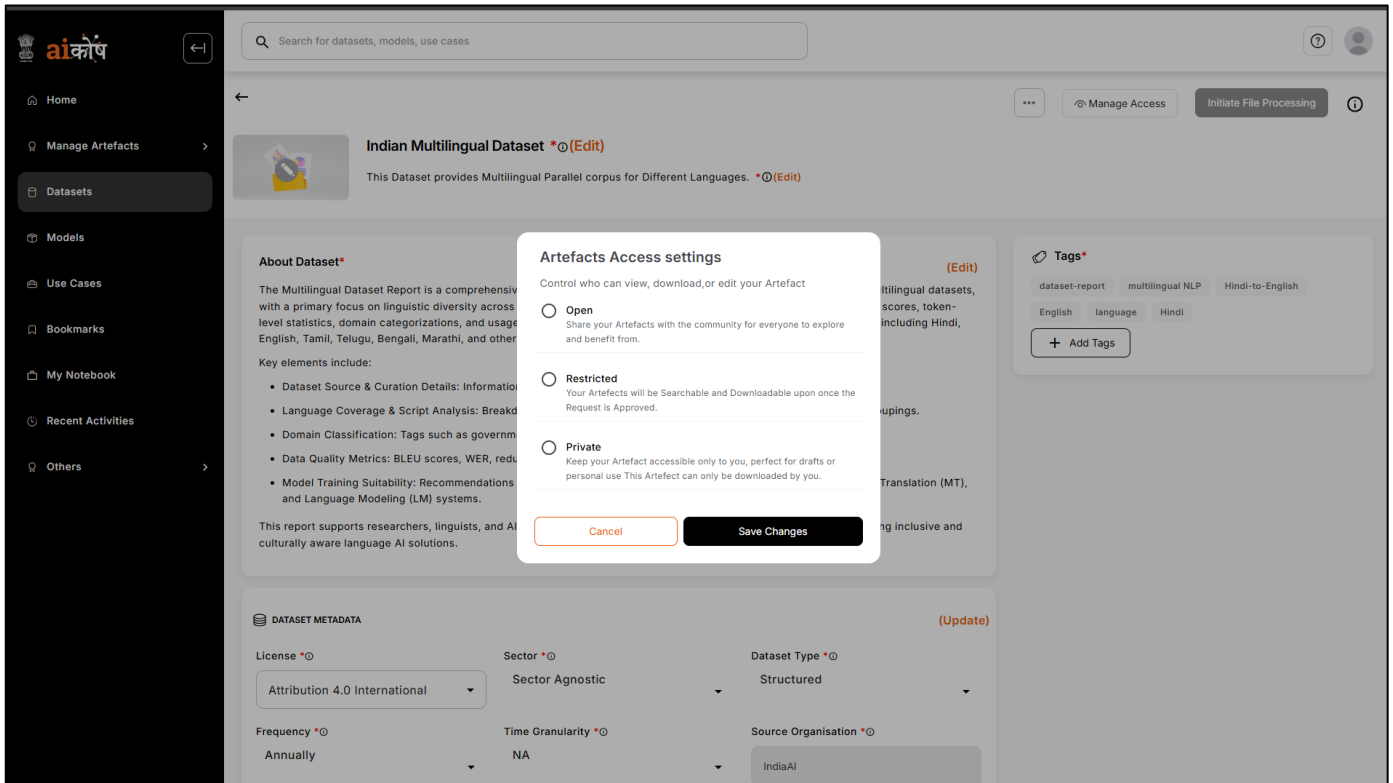 aiकोष
Search for datasets, models, use cases
Home
Manage Artefacts
Datasets
Models
Use Cases
Bookmarks
My Notebook
Recent Activities
Others
Manage Access
Initiate File Processing
Indian Multilingual Dataset *(Edit)
This Dataset provides Multilingual Parallel corpus for Different Languages. *(Edit)
About Dataset*
(Edit)
The Multilingual Dataset Report is a comprehensiv
ltilingual datasets,
with a primary focus on linguistic diversity across
scores, token-
level statistics, domain categorizations, and usage
including Hindi,
English, Tamil, Telugu, Bengali, Marathi, and other
Key elements include:
• Dataset Source & Curation Details: Information
• Language Coverage & Script Analysis: Breakd
upings.
• Domain Classification: Tags such as governm
• Data Quality Metrics: BLEU scores, WER, redu
• Model Training Suitability: Recommendations
Translation (MT),
and Language Modeling (LM) systems.
This report supports researchers, linguists, and AI
ng inclusive and
culturally aware language AI solutions.
Artefacts Access settings
Control who can view, download,or edit your Artefact
Open
Share your Artefacts with the community for everyone to explore
and benefit from.
Restricted
Your Artefects will be Searchable and Downloadable upon once the
Request is Approved.
Private
Keep your Artefact accessible only to you, perfect for drafts or
personal use This Artefect can only be downloaded by you.
Cancel
Save Changes
Tags*
dataset-report multilingual NLP Hindi-to-English
English language Hindi
+ Add Tags
DATASET METADATA
(Update)
License *
Sector *
Dataset Type *
Attribution 4.0 International
Sector Agnostic
Structured
Frequency *
Time Granularity *
Source Organisation *
Annually
NA
IndiaAI